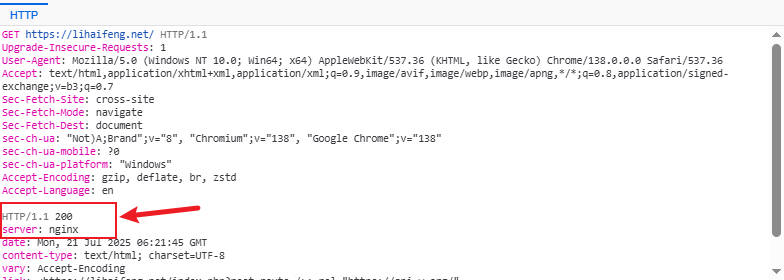 HTTP
GET https://lihaifeng.net/ HTTP/1.1
Upgrade-Insecure-Requests: 1
User-Agent: Mozilla/5.0 (Windows NT 10.0; Win64; x64) AppleWebKit/537.36 (KHTML, like Gecko) Chrome/138.0.0.0 Safari/537.36
Accept: text/html,application/xhtml+xml,application/xml;q=0.9,image/avif,image/webp,image/apng,*/*;q=0.8,application/signed-
exchange;v=b3;q=0.7
Sec-Fetch-Site: cross-site
Sec-Fetch-Mode: navigate
Sec-Fetch-Dest: document
sec-ch-ua: "Not)A;Brand";v="8", "Chromium";v="138", "Google Chrome";v="138"
sec-ch-ua-mobile: ?0
sec-ch-ua-platform: "Windows"
Accept-Encoding: gzip, deflate, br, zstd
Accept-Language: en
HTTP/1.1 200
server: nginx
date: Mon, 21 Jul 2025 06:21:45 GMT
content-type: text/html; charset=UTF-8
vary: Accept-Encoding